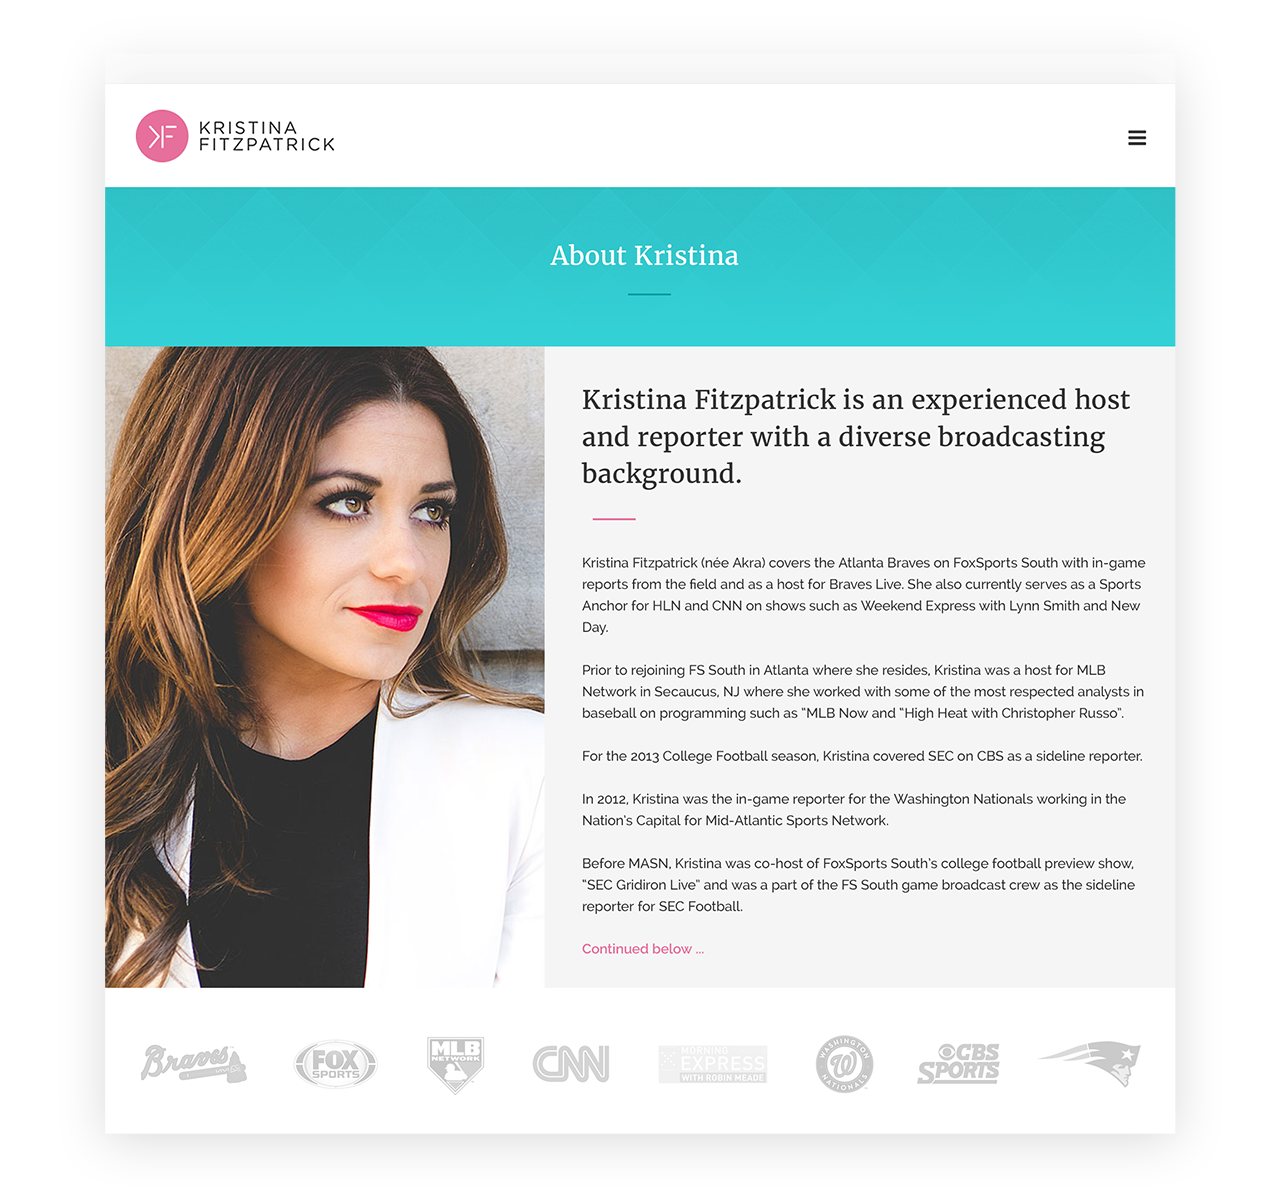 KF
KRISTINA
FITZPATRICK
About Kristina
Kristina Fitzpatrick is an experienced host
and reporter with a diverse broadcasting
background.
Kristina Fitzpatrick (née Akra) covers the Atlanta Braves on FoxSports South with in-game
reports from the field and as a host for Braves Live. She also currently serves as a Sports
Anchor for HLN and CNN on shows such as Weekend Express with Lynn Smith and New
Day.
Prior to rejoining FS South in Atlanta where she resides, Kristina was a host for MLB
Network in Secaucus, NJ where she worked with some of the most respected analysts in
baseball on programming such as “MLB Now and “High Heat with Christopher Russo”.
For the 2013 College Football season, Kristina covered SEC on CBS as a sideline reporter.
In 2012, Kristina was the in-game reporter for the Washington Nationals working in the
Nation's Capital for Mid-Atlantic Sports Network.
Before MASN, Kristina was co-host of FoxSports South's college football preview show,
“SEC Gridiron Live” and was a part of the FS South game broadcast crew as the sideline
reporter for SEC Football.
Continued below ...
Braves
FOX
SPORTS
MLB
NETWORK
CNN
MORNING
EXPRESS
WITH ROBIN MEADE
WASHINGTON
W
NATIONALS
CBS
SPORTS